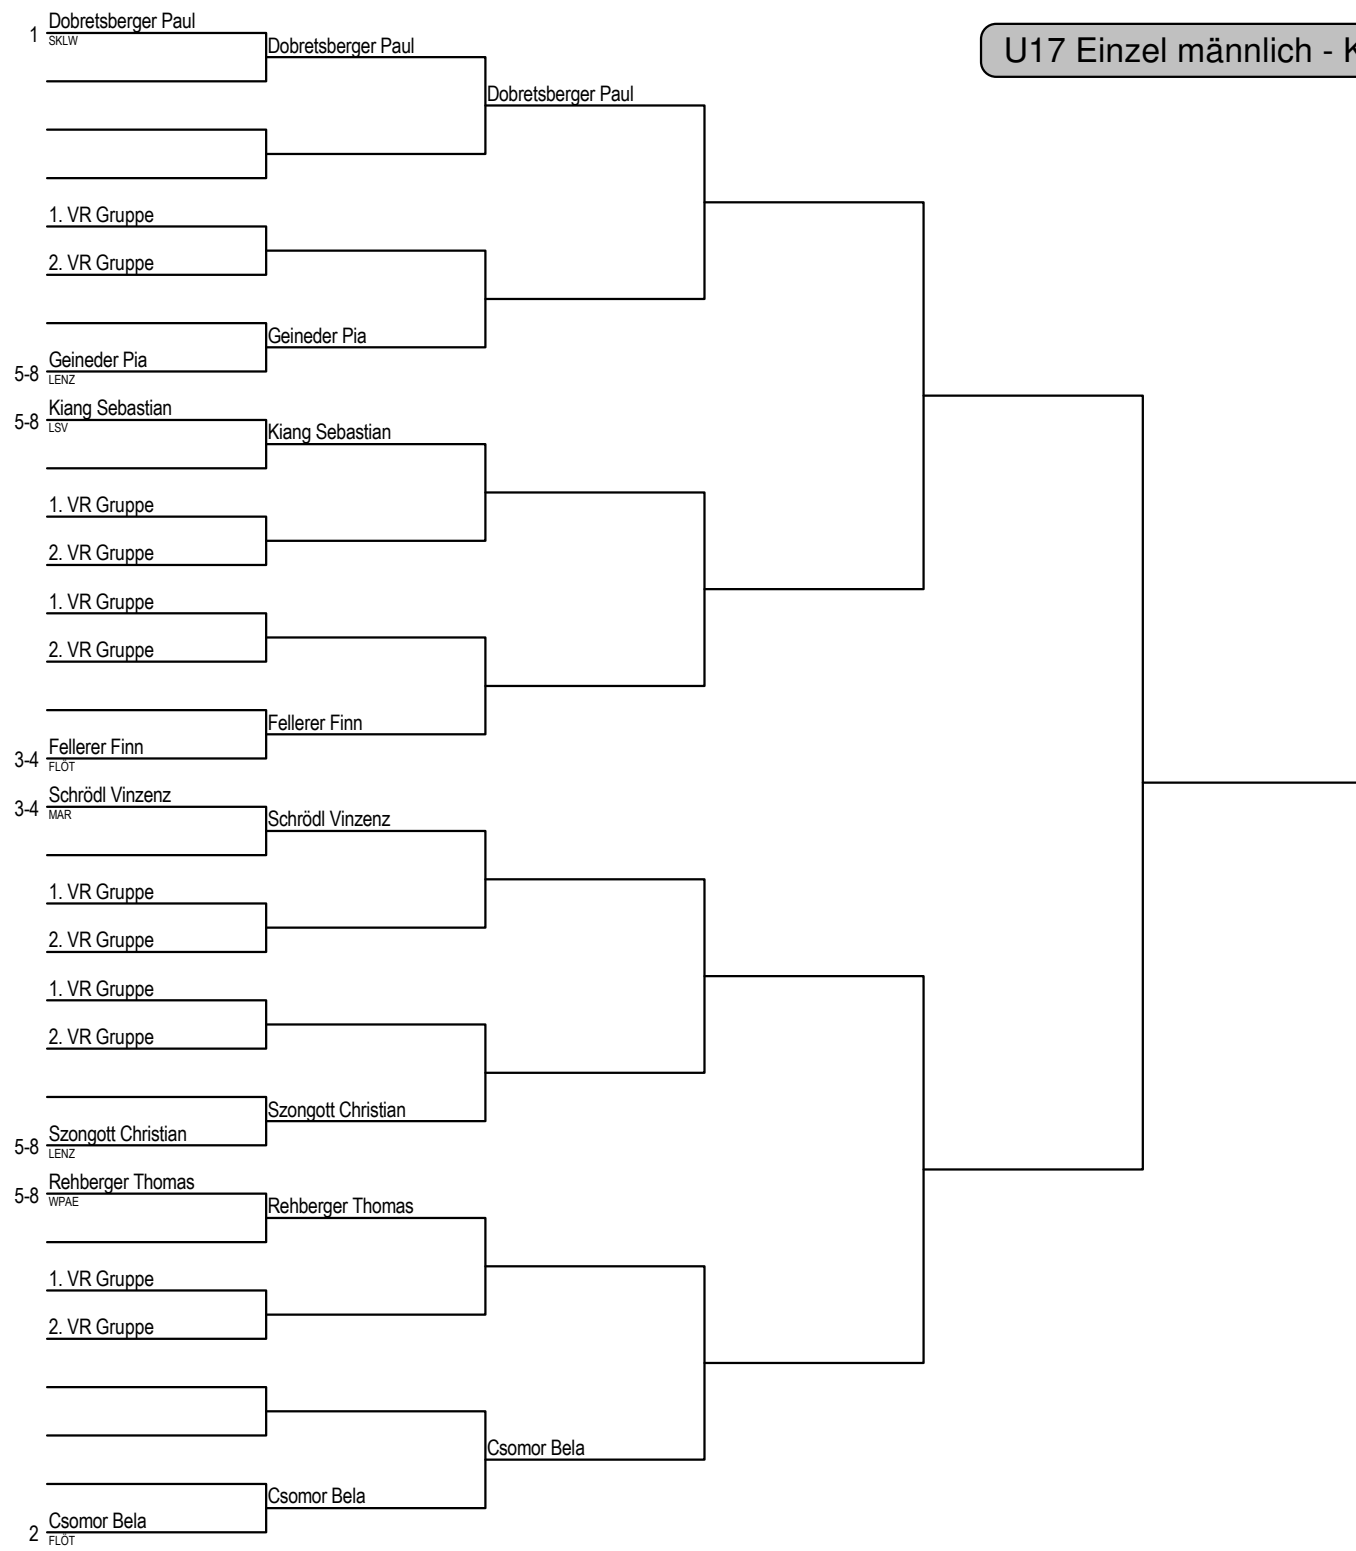 U17 Einzel männlich - K
1 Dobretsberger Paul
SKLW
Dobretsberger Paul
Dobretsberger Paul
1. VR Gruppe
2. VR Gruppe
Geineder Pia
5-8 Geineder Pia
LENZ
5-8 Kiang Sebastian
LSV
Kiang Sebastian
1. VR Gruppe
2. VR Gruppe
1. VR Gruppe
2. VR Gruppe
Fellerer Finn
3-4 Fellerer Finn
FLÖT
3-4 Schrödl Vinzenz
MAR
Schrödl Vinzenz
1. VR Gruppe
2. VR Gruppe
1. VR Gruppe
2. VR Gruppe
Szongott Christian
5-8 Szongott Christian
LENZ
5-8 Rehberger Thomas
WPAE
Rehberger Thomas
1. VR Gruppe
2. VR Gruppe
Csomor Bela
Csomor Bela
2 Csomor Bela
FLÖT